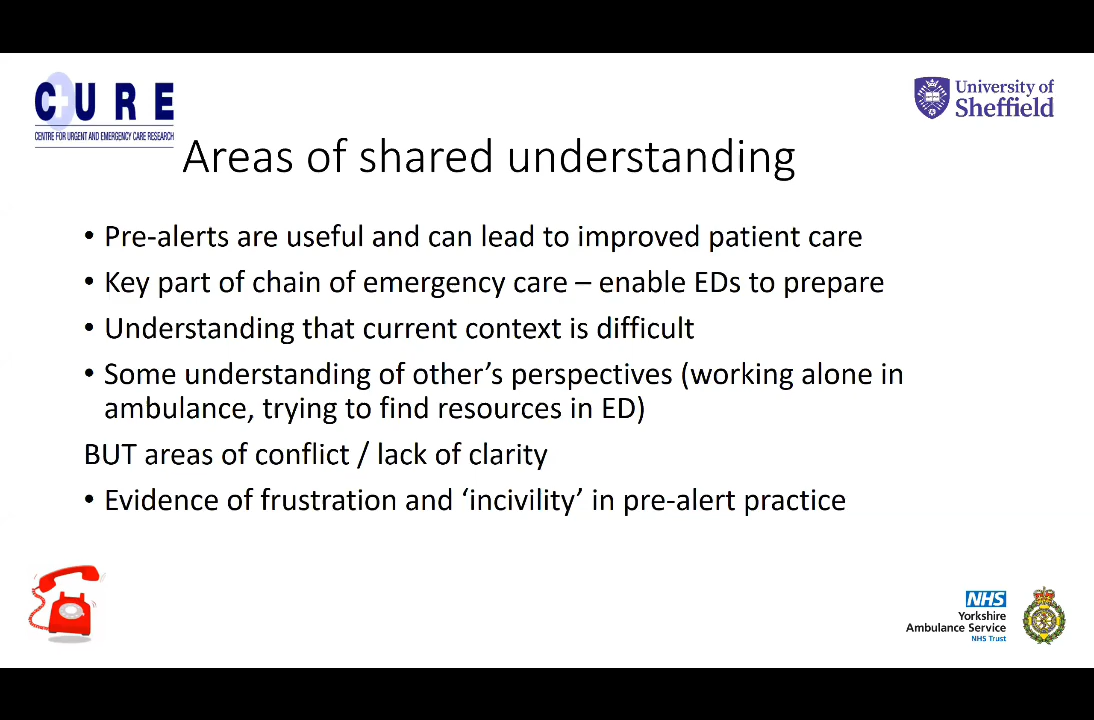 CURE
CENTRE FOR URGENT AND EMERGENCY CARE RESEARCH
University of
Sheffield
Areas of shared understanding
• Pre-alerts are useful and can lead to improved patient care
• Key part of chain of emergency care – enable EDs to prepare
• Understanding that current context is difficult
• Some understanding of other’s perspectives (working alone in
ambulance, trying to find resources in ED)
BUT areas of conflict / lack of clarity
• Evidence of frustration and ‘incivility’ in pre-alert practice
NHS
Yorkshire
Ambulance Service
NHS Trust